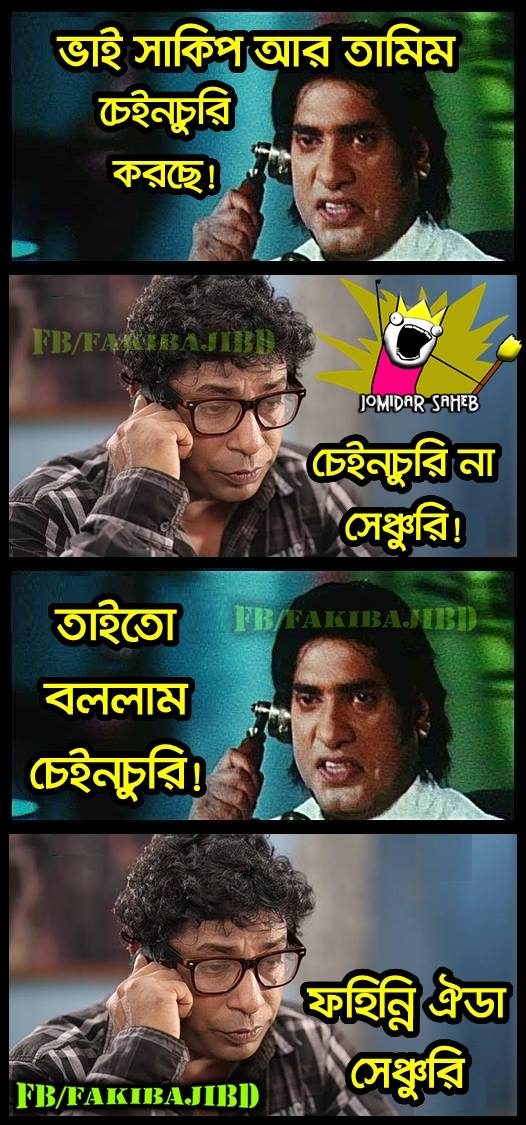 ভাই সাকিপ আর তামিম
চেইনচুরি
করছে!
FB/FAKIBAJIBD
JOMIDAR SAHEB
চেইনচুরি না
সেঞ্চুরি!
তাইতো
FB/FAKIBAJIBD
বললাম
চেইনচুরি!
ফহিন্নি ঐডা
সেঞ্চুরি
FB/FAKIBAJIBD